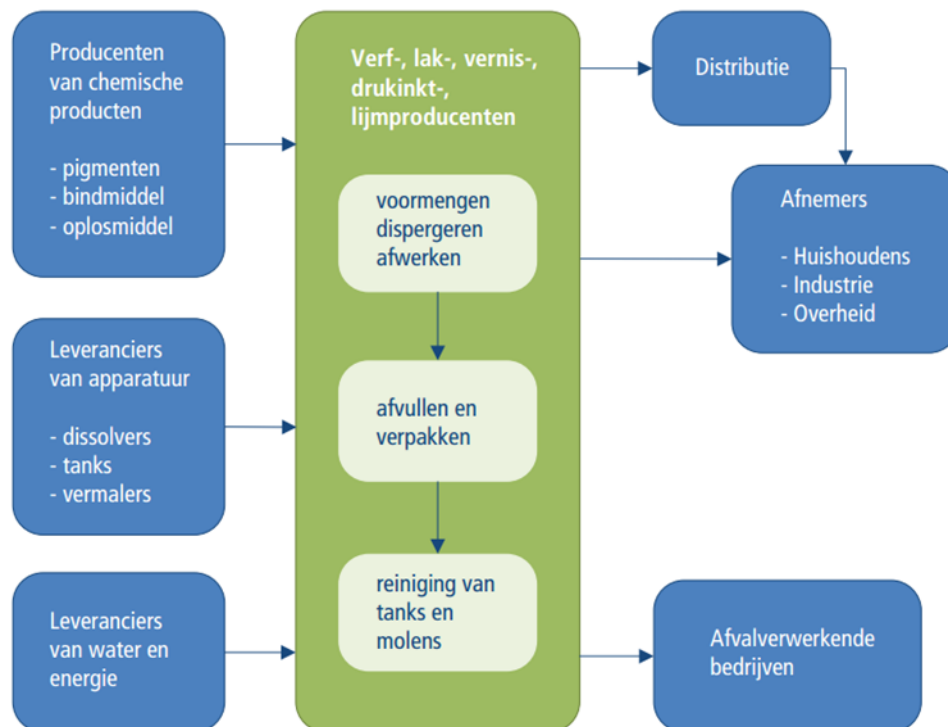 Producenten
van chemische
producten
- pigmenten
- bindmiddel
- oplosmiddel
Leveranciers
van apparatuur
- dissolvers
- tanks
- vermalers
Leveranciers
van water en
energie
Verf-, lak-, vernis-,
drukinkt-,
lijmproducenten
voormengen
dispergeren
afwerken
afvullen en
verpakken
reiniging van
tanks en
molens
Distributie
Afnemers
- Huishoudens
- Industrie
- Overheid
Afvalverwerkende
bedrijven